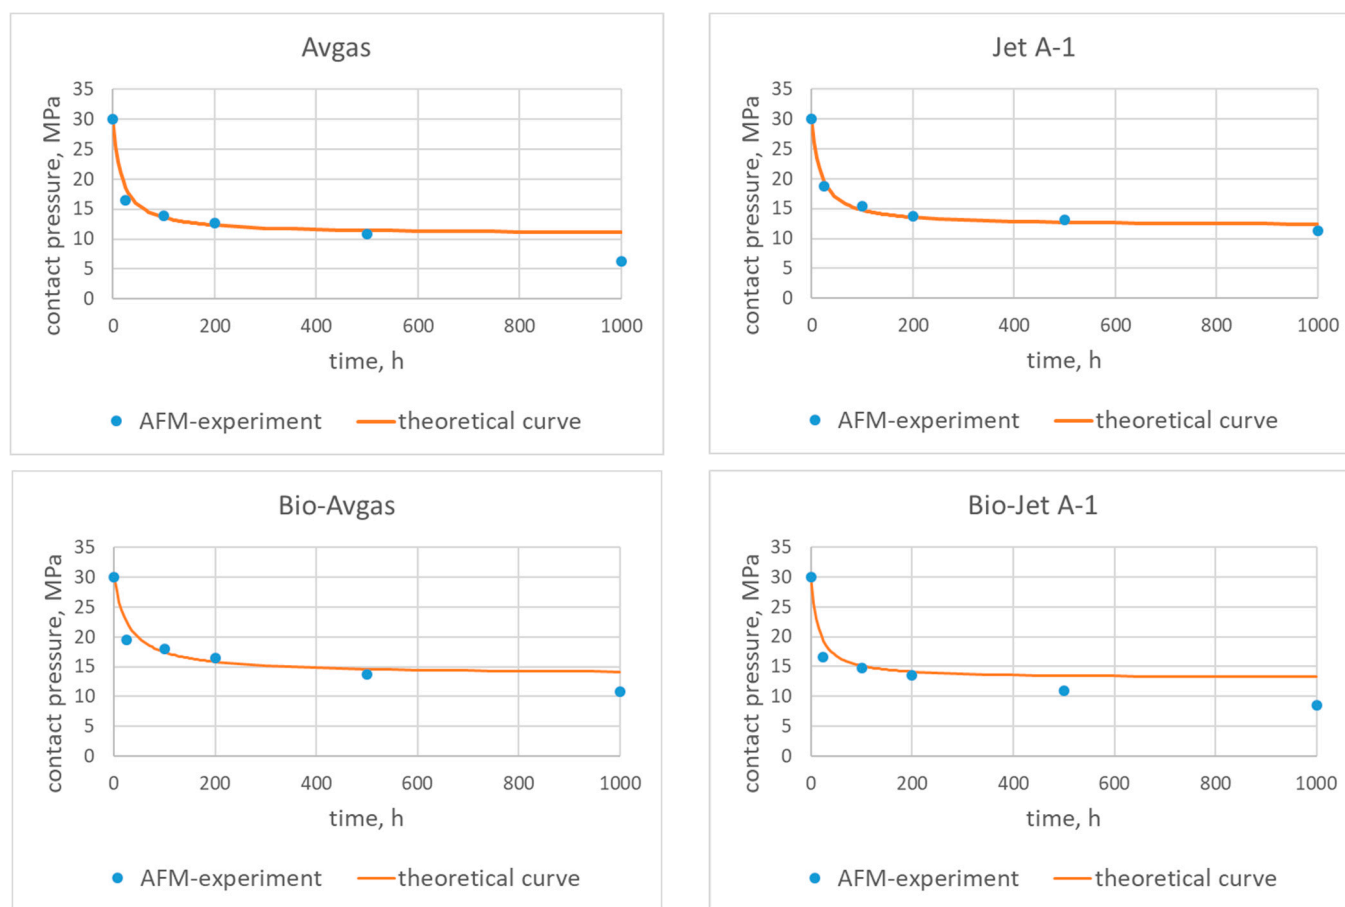 Avgas
contact pressure, MPa
35
30
25
20
15
10
5
0
0 200 400 600 800 1000
time, h
AFM-experiment theoretical curve
Jet A-1
contact pressure, MPa
35
30
25
20
15
10
5
0
0 200 400 600 800 1000
time, h
AFM-experiment theoretical curve
Bio-Avgas
contact pressure, MPa
35
30
25
20
15
10
5
0
0 200 400 600 800 1000
time, h
AFM-experiment theoretical curve
Bio-Jet A-1
contact pressure, MPa
35
30
25
20
15
10
5
0
0 200 400 600 800 1000
time, h
AFM-experiment theoretical curve